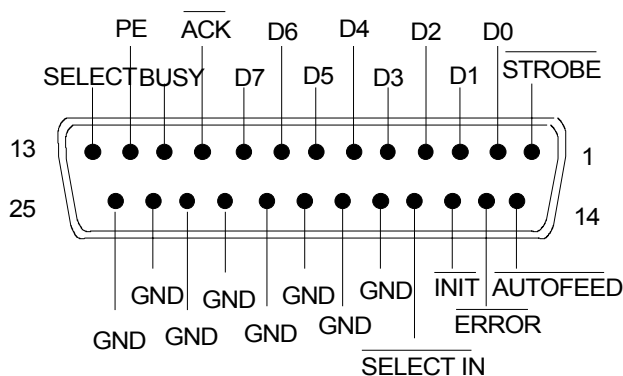 PE ACK D6 D4 D2 D0
SELECT BUSY D7 D5 D3 D1 STROBE
13 1
25 14
GND GND GND GND INIT AUTOFEED
GND GND GND GND ERROR
SELECT IN